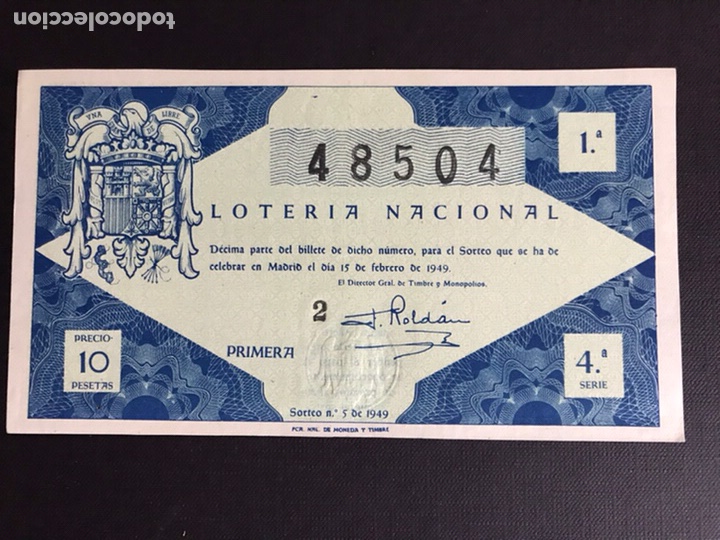 todocoleccion
VNA GRANDE LIBRE
48504
1.ª
LOTERIA NACIONAL
Décima parte del billete de dicho número, para el Sorteo que se ha de
celebrar en Madrid el día 15 de febrero de 1949.
El Director Gral. de Timbre y Monopolios,
2
J. Roldán
PRIMERA
PRECIO
10
PESETAS
4.ª
SERIE
Sorteo n.º 5 de 1949
FCA. NAL. DE MONEDA Y TIMBRE